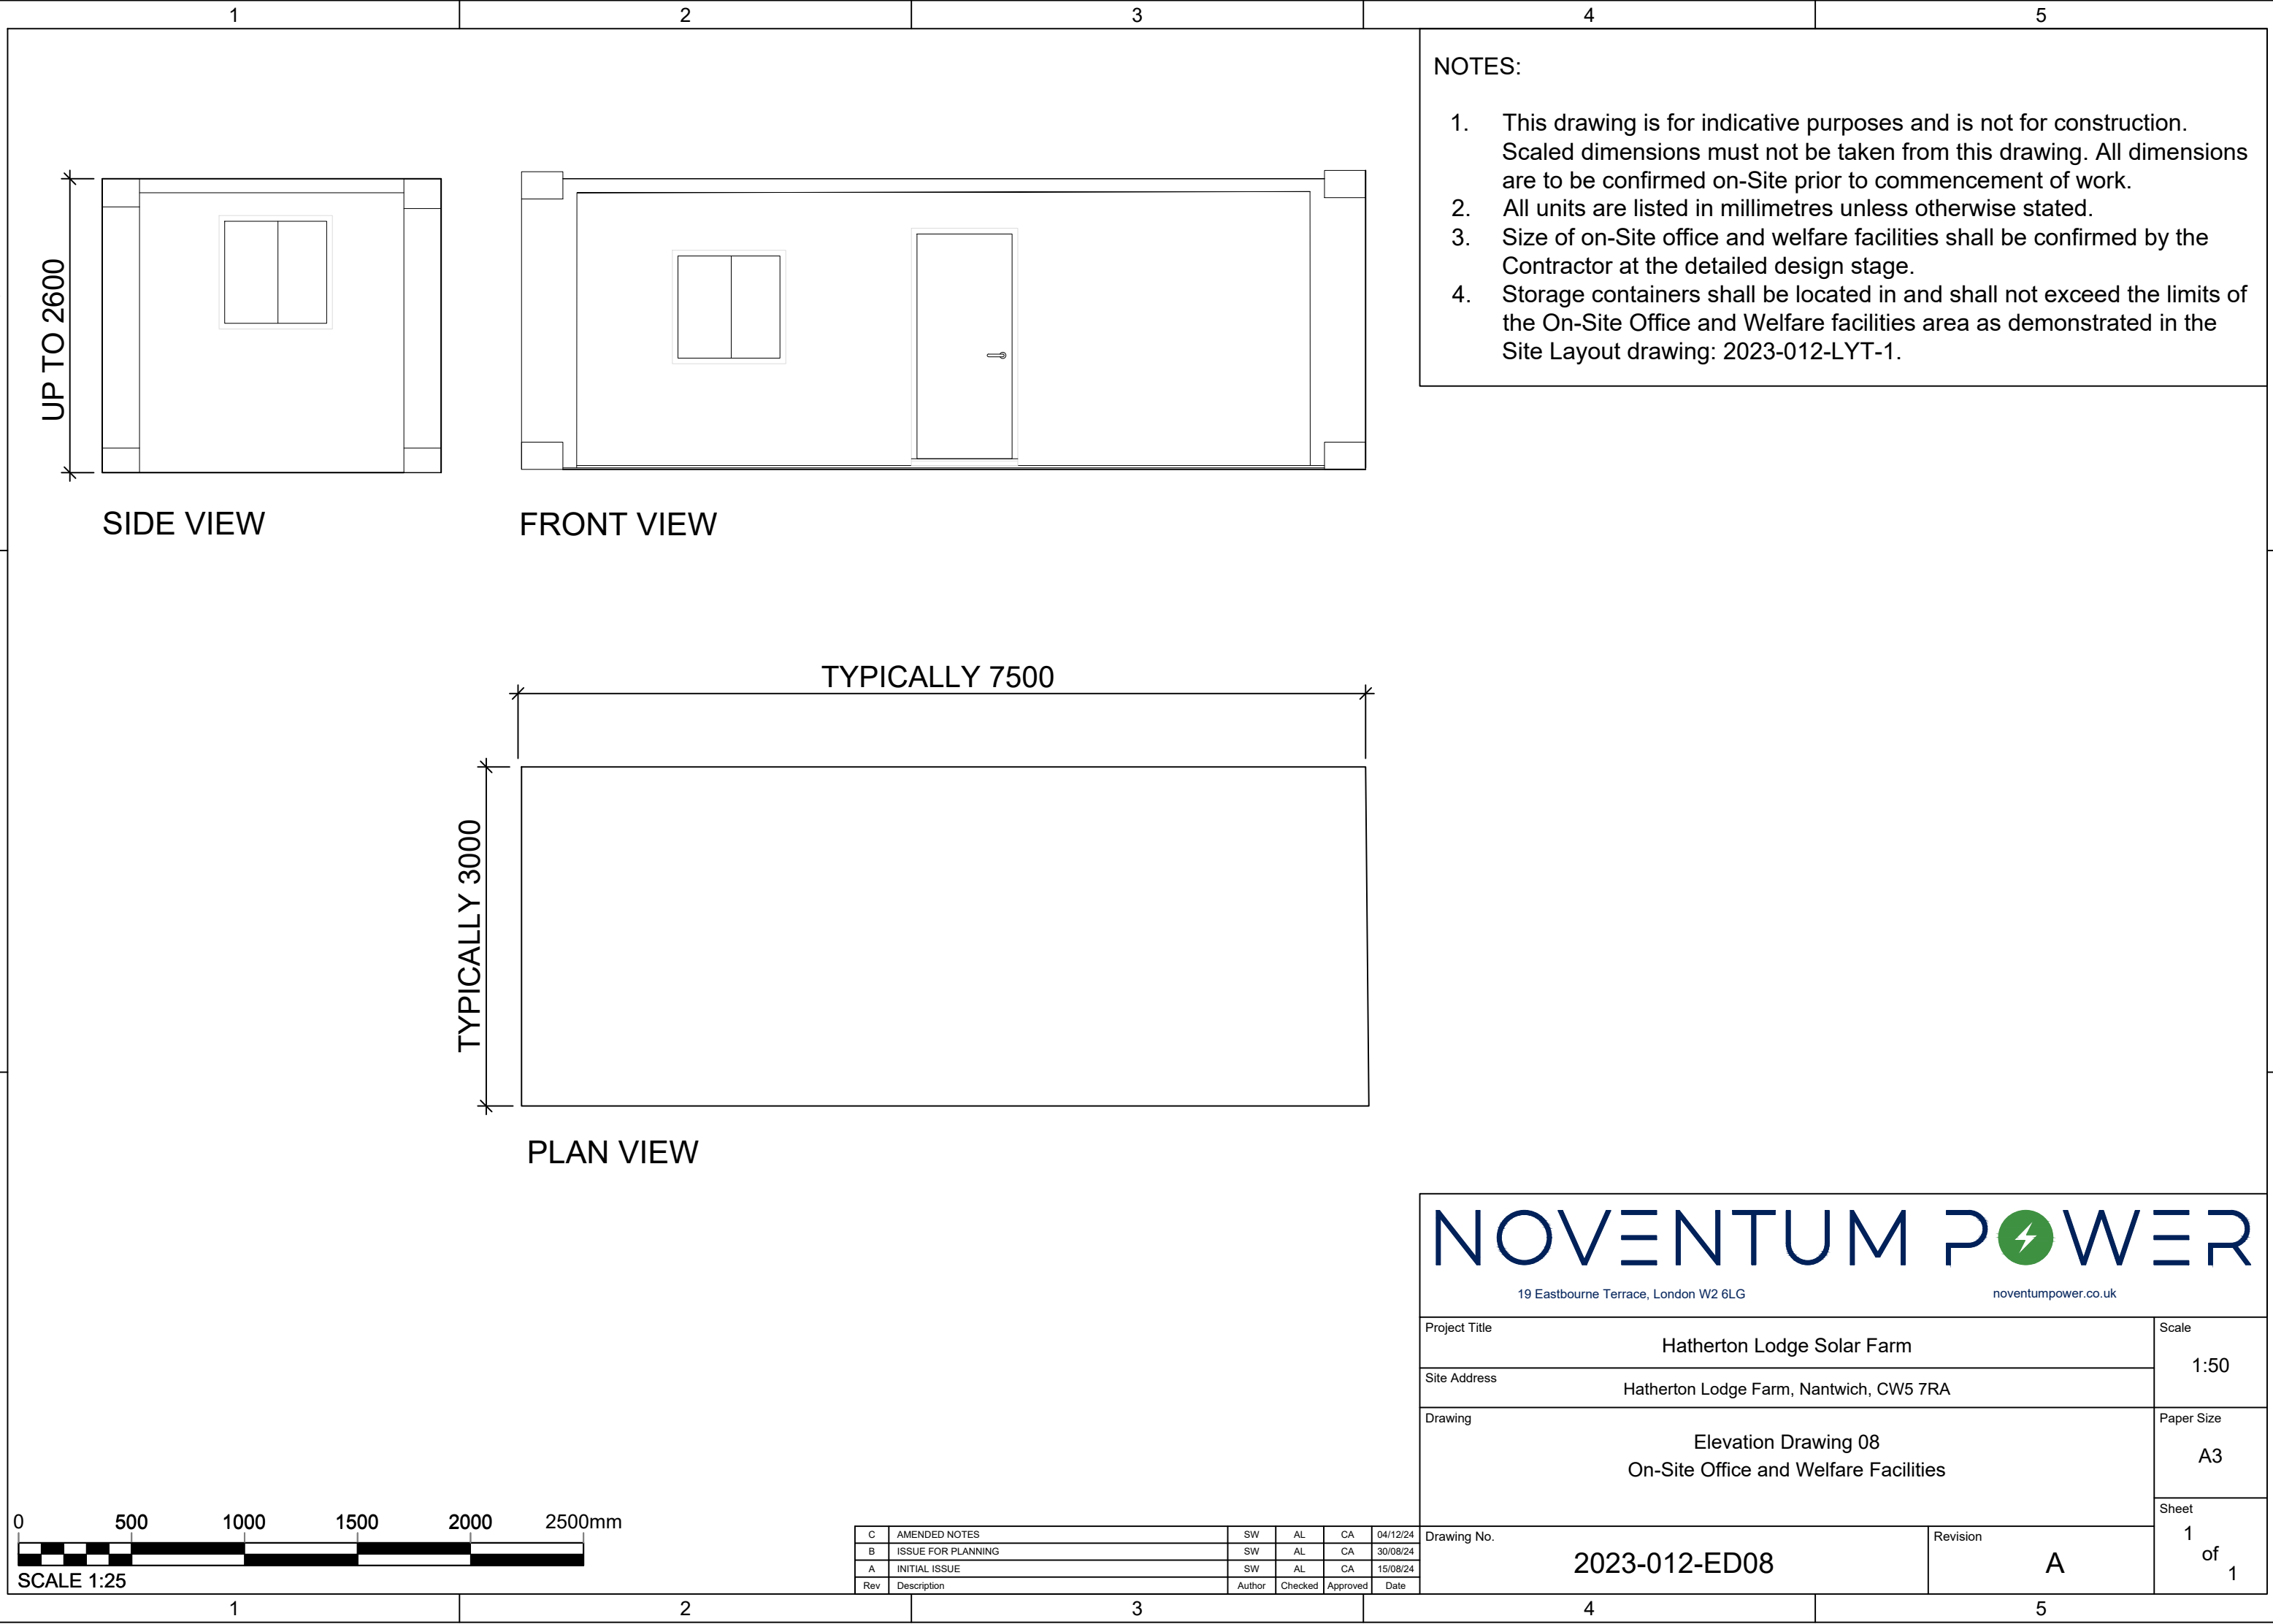 1 2 3 4 5
NOTES:
1. This drawing is for indicative purposes and is not for construction.
Scaled dimensions must not be taken from this drawing. All dimensions
are to be confirmed on-Site prior to commencement of work.
2. All units are listed in millimetres unless otherwise stated.
3. Size of on-Site office and welfare facilities shall be confirmed by the
Contractor at the detailed design stage.
4. Storage containers shall be located in and shall not exceed the limits of
the On-Site Office and Welfare facilities area as demonstrated in the
Site Layout drawing: 2023-012-LYT-1.
UP TO 2600
SIDE VIEW
FRONT VIEW
TYPICALLY 7500
TYPICALLY 3000
PLAN VIEW
NOVENTUM POWER
19 Eastbourne Terrace, London W2 6LG
noventumpower.co.uk
Project Title
Hatherton Lodge Solar Farm
Scale
1:50
Site Address
Hatherton Lodge Farm, Nantwich, CW5 7RA
Drawing
Elevation Drawing 08
On-Site Office and Welfare Facilities
Paper Size
A3
Sheet
1
of
1
Drawing No.
2023-012-ED08
Revision
A
0 500 1000 1500 2000 2500mm
SCALE 1:25
C AMENDED NOTES SW AL CA 04/12/24
B ISSUE FOR PLANNING SW AL CA 30/08/24
A INITIAL ISSUE SW AL CA 15/08/24
Rev Description Author Checked Approved Date
1 2 3 4 5